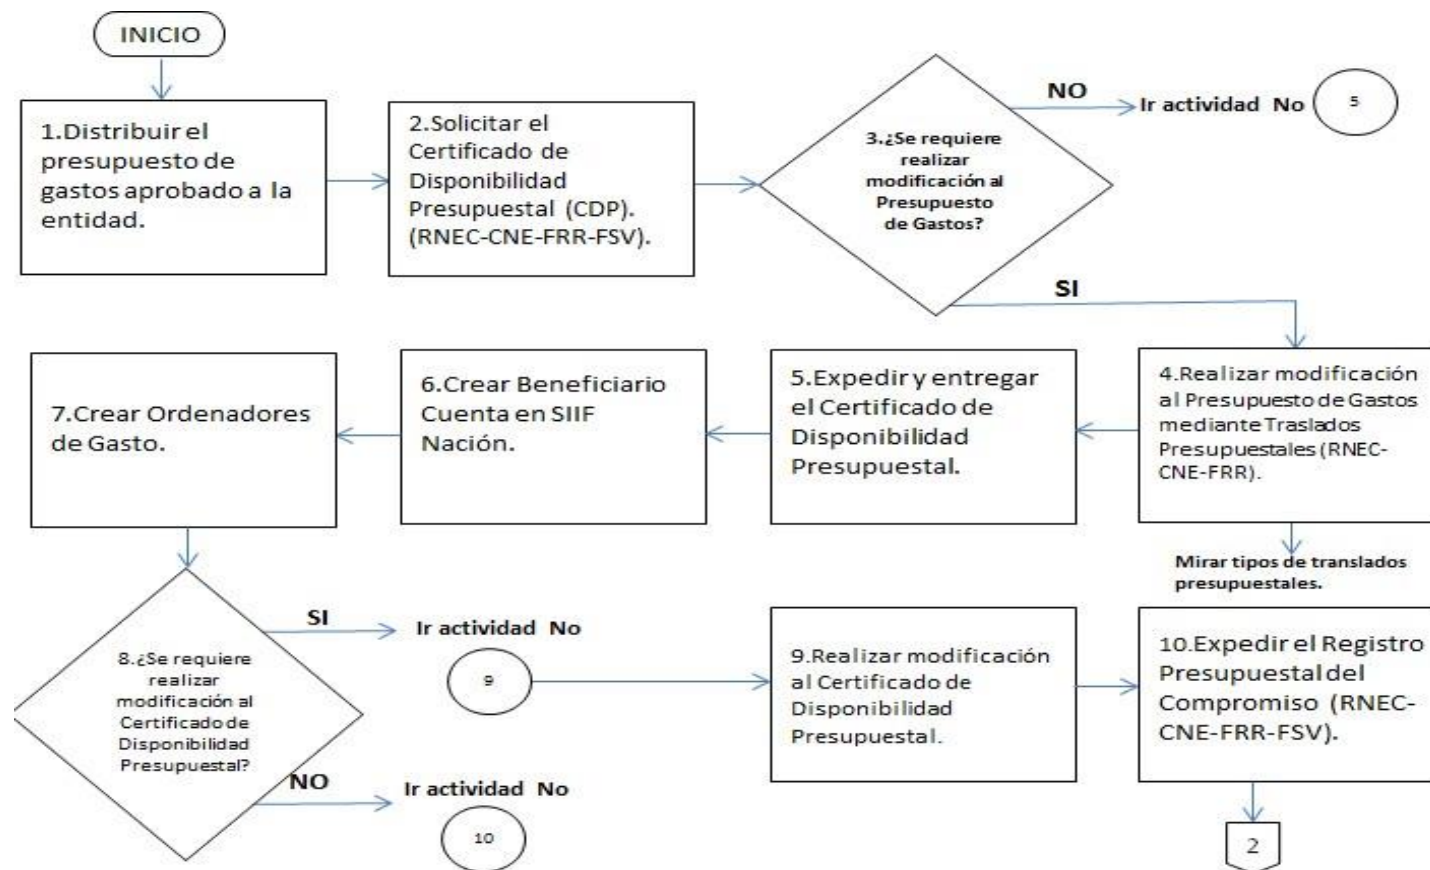 INICIO
1.Distribuir el
presupuesto de
gastos aprobado a la
entidad.
2.Solicitar el
Certificado de
Disponibilidad
Presupuestal (CDP).
(RNEC-CNE-FRR-FSV).
3.¿Se requiere
realizar
modificación al
Presupuesto
de Gastos?
NO
Ir actividad No
5
SI
4.Realizar modificación
al Presupuesto de Gastos
mediante Traslados
Presupuestales (RNEC-
CNE-FRR).
Mirar tipos de translados
presupuestales.
5.Expedir y entregar
el Certificado de
Disponibilidad
Presupuestal.
6.Crear Beneficiario
Cuenta en SIIF
Nación.
7.Crear Ordenadores
de Gasto.
8.¿Se requiere
realizar
modificación al
Certificado de
Disponibilidad
Presupuestal?
SI
Ir actividad No
9
NO
Ir actividad No
10
9.Realizar modificación
al Certificado de
Disponibilidad
Presupuestal.
10.Expedir el Registro
Presupuestal del
Compromiso (RNEC-
CNE-FRR-FSV).
2